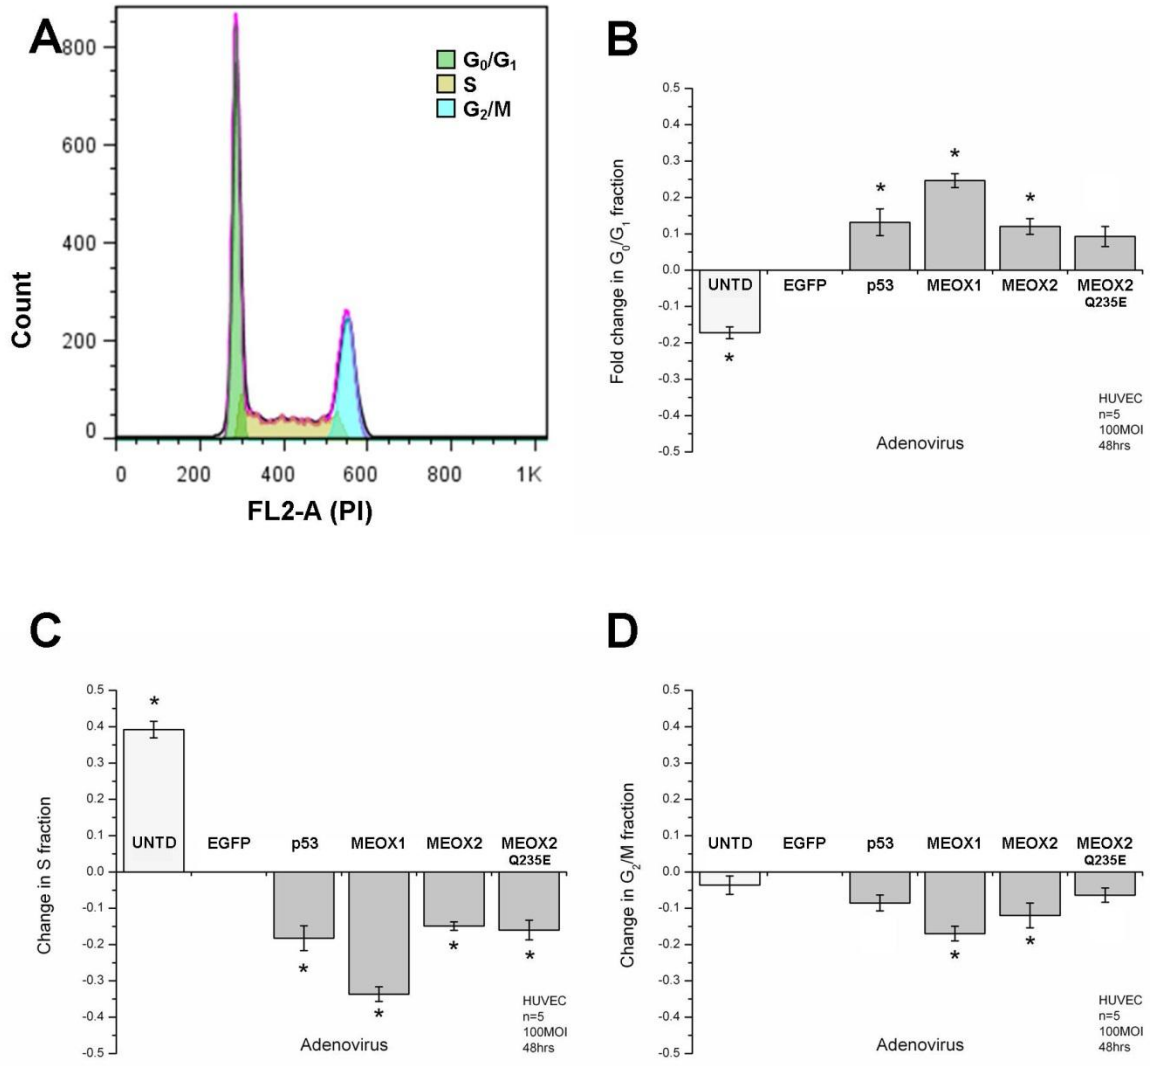 A
800
600
400
200
0
Count
0 200 400 600 800 1K
FL2-A (PI)
G₀/G₁
S
G₂/M
B
0.5
0.4
0.3
0.2
0.1
0.0
-0.1
-0.2
-0.3
-0.4
-0.5
Fold change in G₀/G₁ fraction
* * * *
UNTD EGFP p53 MEOX1 MEOX2 MEOX2
Q235E
*
Adenovirus
HUVEC
n=5
100MOI
48hrs
C
0.5
0.4
0.3
0.2
0.1
0.0
-0.1
-0.2
-0.3
-0.4
-0.5
Change in S fraction
*
UNTD EGFP p53 MEOX1 MEOX2 MEOX2
Q235E
* * * *
Adenovirus
HUVEC
n=5
100MOI
48hrs
D
0.5
0.4
0.3
0.2
0.1
0.0
-0.1
-0.2
-0.3
-0.4
-0.5
Change in G₂/M fraction
UNTD EGFP p53 MEOX1 MEOX2 MEOX2
Q235E
* *
Adenovirus
HUVEC
n=5
100MOI
48hrs